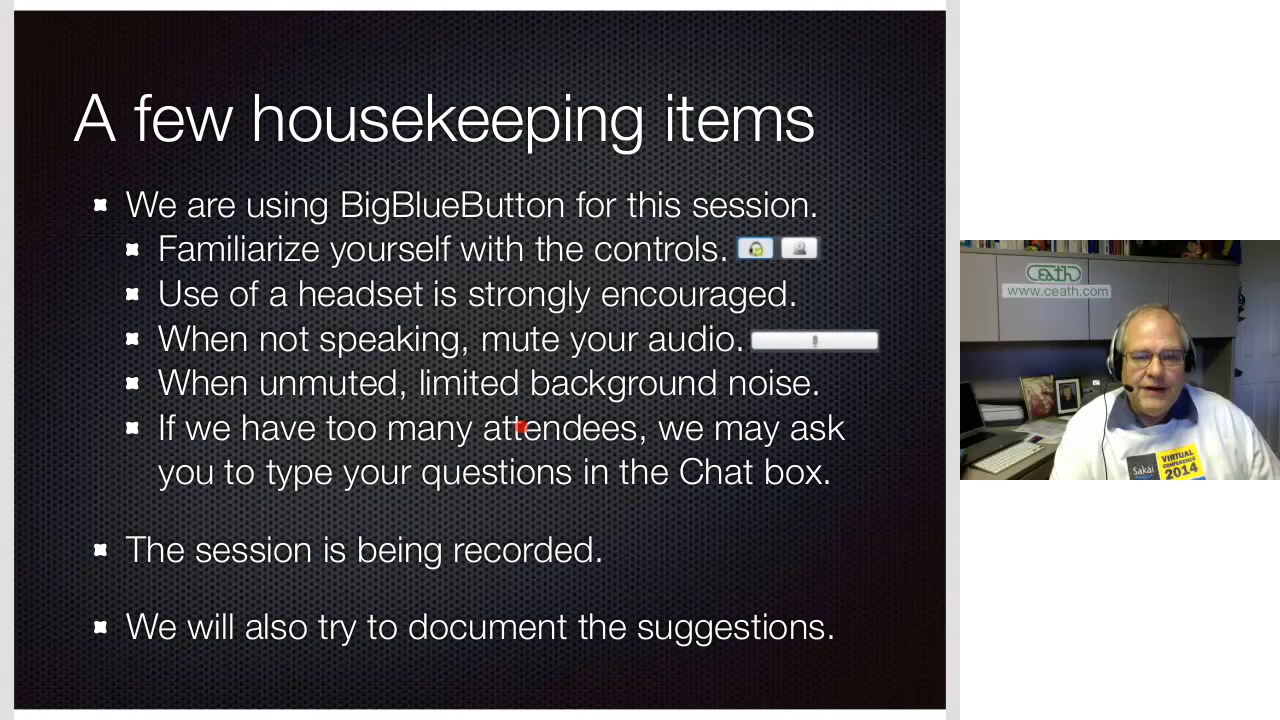 A few housekeeping items
We are using BigBlueButton for this session.
Familiarize yourself with the controls.
Use of a headset is strongly encouraged.
When not speaking, mute your audio.
When unmuted, limited background noise.
If we have too many attendees, we may ask
you to type your questions in the Chat box.
The session is being recorded.
We will also try to document the suggestions.
ceath
www.ceath.com
Sakai
VIRTUAL
CONFERENCE
2014